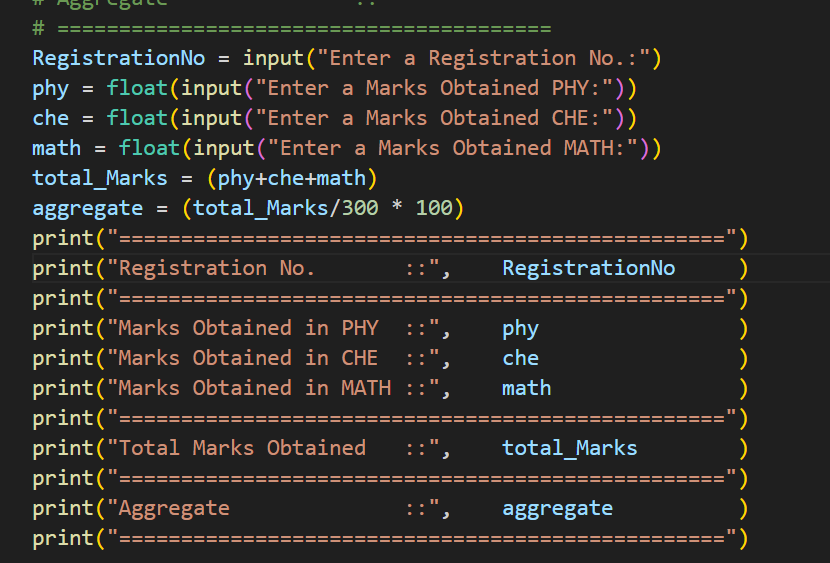 # Aggregate               ::
# ========================================
RegistrationNo = input("Enter a Registration No.:")
phy = float(input("Enter a Marks Obtained PHY:"))
che = float(input("Enter a Marks Obtained CHE:"))
math = float(input("Enter a Marks Obtained MATH:"))
total_Marks = (phy+che+math)
aggregate = (total_Marks/300 * 100)
print("=================================================")
print("Registration No.       ::",    RegistrationNo     )
print("=================================================")
print("Marks Obtained in PHY  ::",    phy                )
print("Marks Obtained in CHE  ::",    che                )
print("Marks Obtained in MATH ::",    math               )
print("=================================================")
print("Total Marks Obtained   ::",    total_Marks        )
print("=================================================")
print("Aggregate              ::",    aggregate          )
print("=================================================")